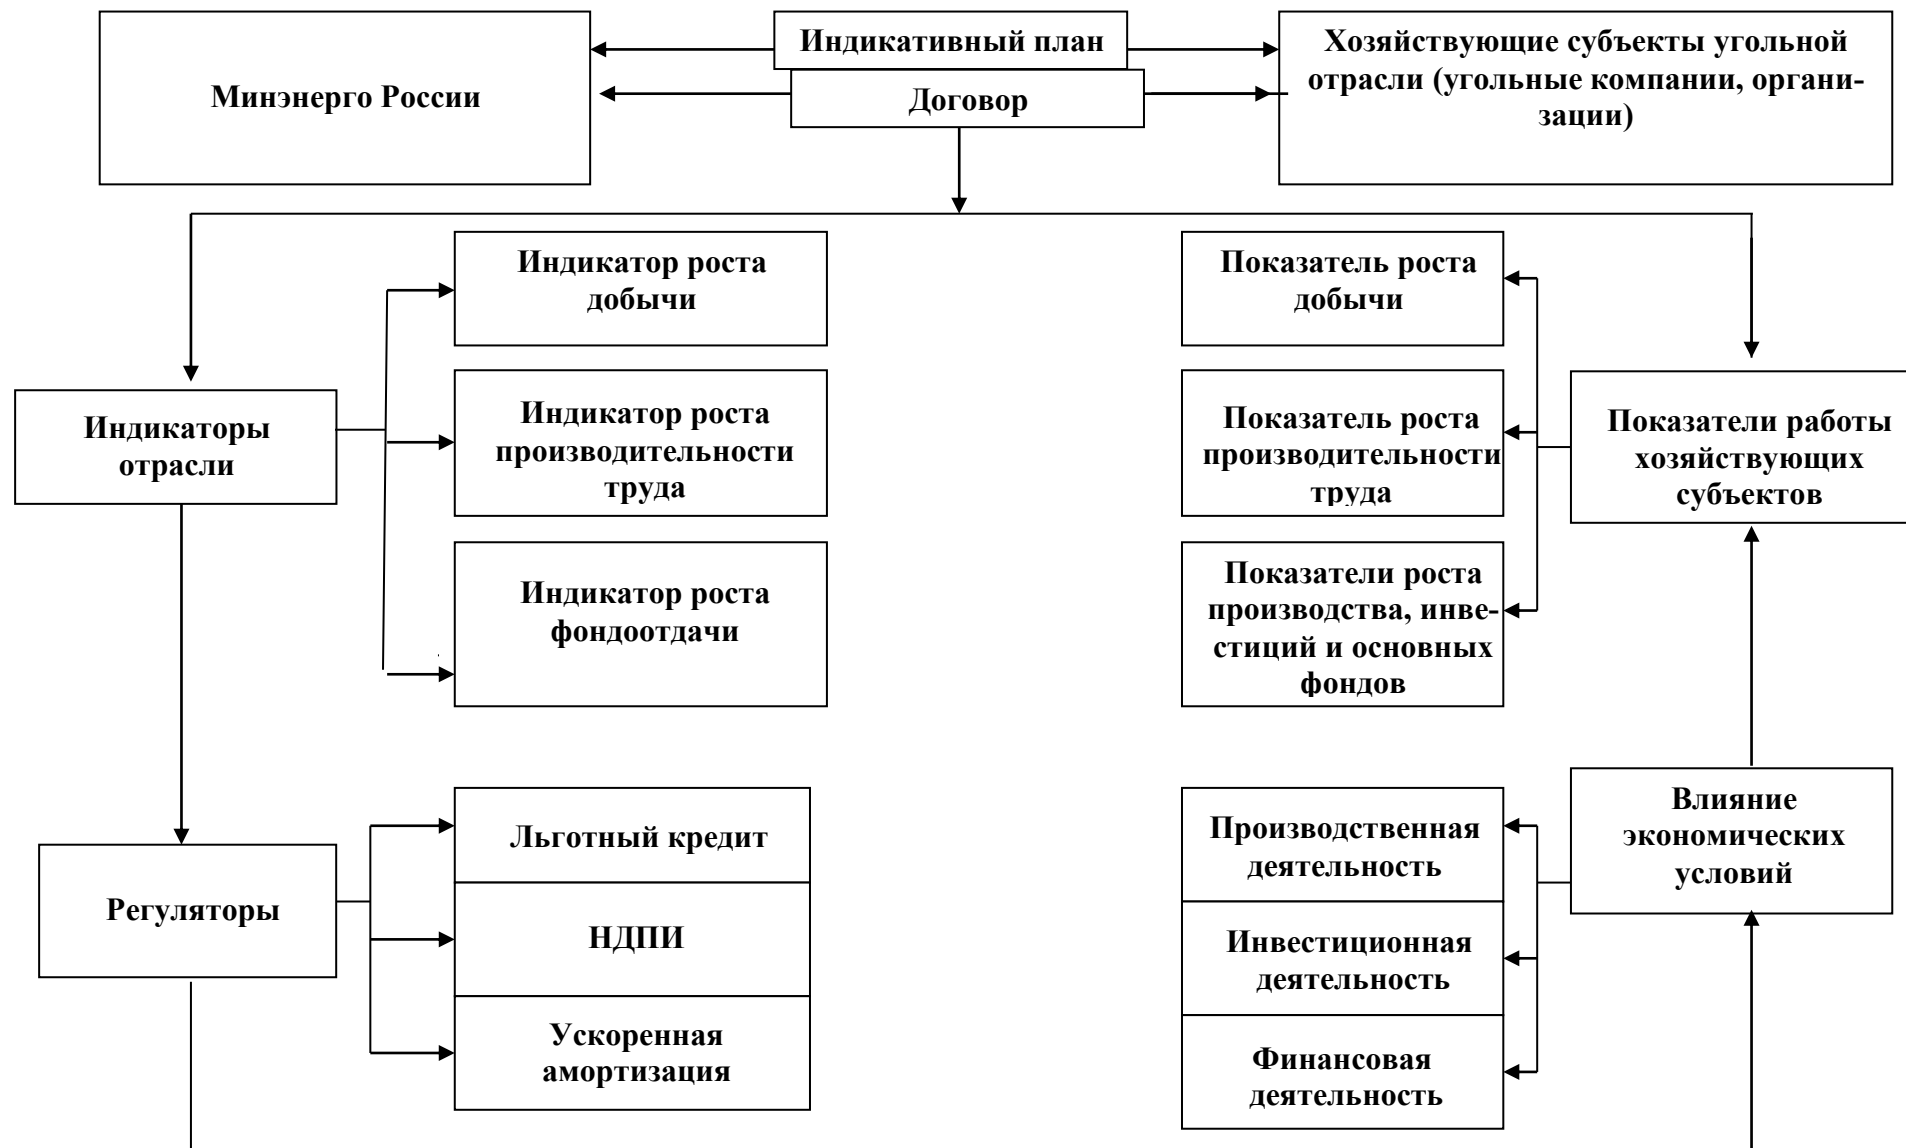 Минэнерго России
Индикативный план
Договор
Хозяйствующие субъекты угольной
отрасли (угольные компании, органи-
зации)
Индикатор роста
добычи
Показатель роста
добычи
Индикаторы
отрасли
Индикатор роста
производительности
труда
Показатель роста
производительности
труда
Показатели работы
хозяйствующих
субъектов
Индикатор роста
фондоотдачи
Показатели роста
производства, инве-
стиций и основных
фондов
Регуляторы
Льготный кредит
НДПИ
Ускоренная
амортизация
Производственная
деятельность
Инвестиционная
деятельность
Финансовая
деятельность
Влияние
экономических
условий